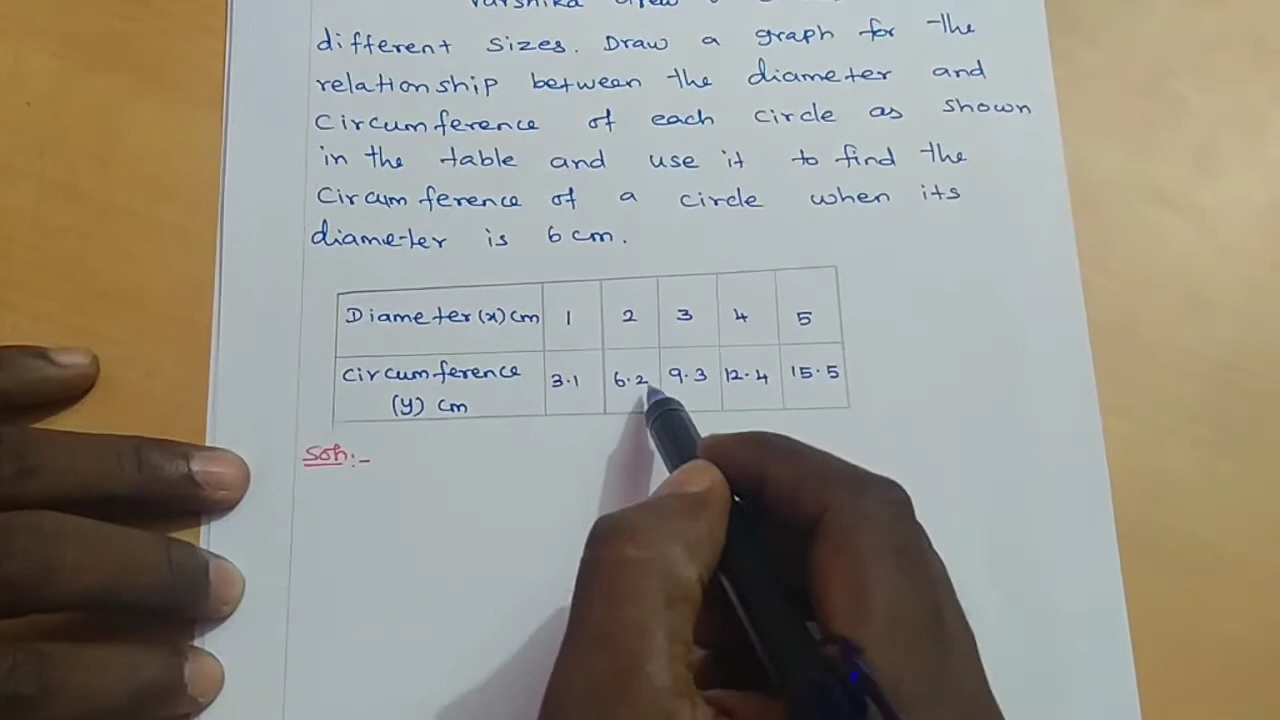 Varshika drew
different sizes. Draw a graph for the
relationship between the diameter and
Circumference of each circle as shown
in the table and use it to find the
Circumference of a circle when its
diameter is 6 cm.
Diameter (x) cm 1 2 3 4 5
Circumference (y) cm 3.1 6.2 9.3 12.4 15.5
Soln:-